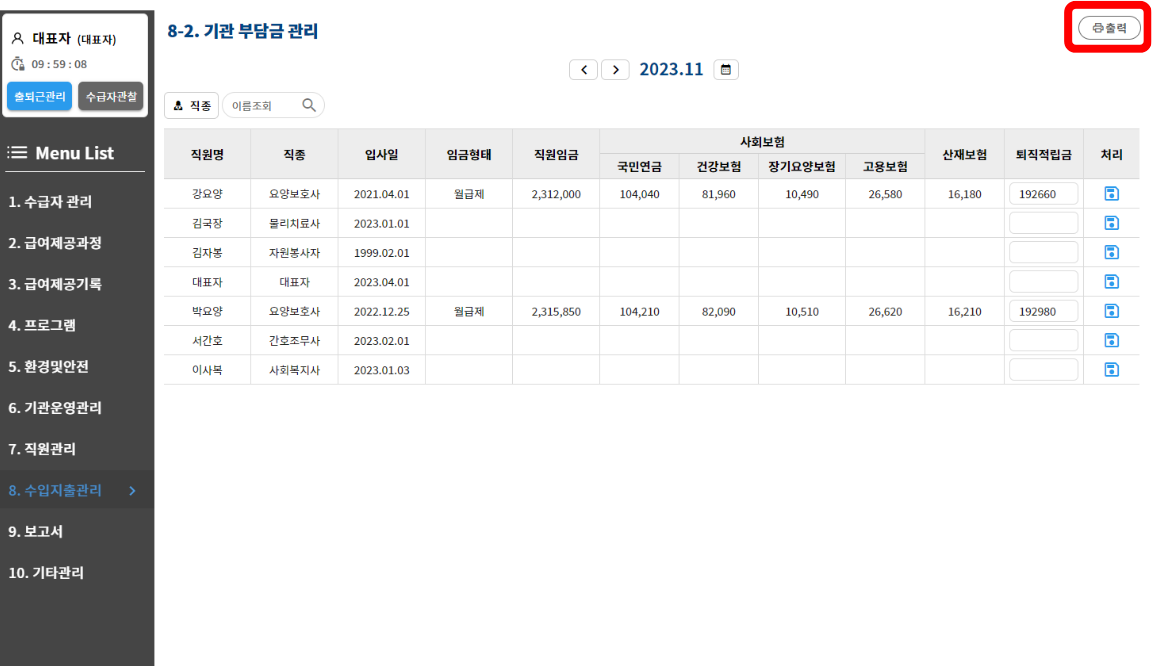 대표자 (대표자)
09 : 59 : 08
출퇴근관리 수급자관찰
Menu List
1. 수급자 관리
2. 급여제공과정
3. 급여제공기록
4. 프로그램
5. 환경및안전
6. 기관운영관리
7. 직원관리
8. 수입지출관리
9. 보고서
10. 기타관리
8-2. 기관 부담금 관리
출력
2023.11
직종 이름조회
직원명 직종 입사일 임금형태 직원임금 사회보험 산재보험 퇴직적립금 처리
국민연금 건강보험 장기요양보험 고용보험
강요양 요양보호사 2021.04.01 월급제 2,312,000 104,040 81,960 10,490 26,580 16,180 192660
김국장 물리치료사 2023.01.01
김자봉 자원봉사자 1999.02.01
대표자 대표자 2023.04.01
박요양 요양보호사 2022.12.25 월급제 2,315,850 104,210 82,090 10,510 26,620 16,210 192980
서간호 간호조무사 2023.02.01
이사복 사회복지사 2023.01.03